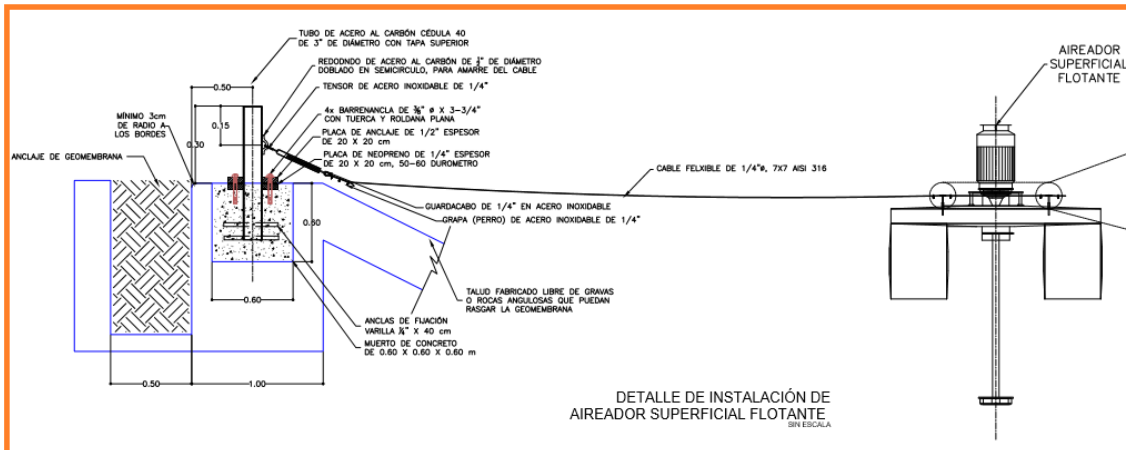 TUBO DE ACERO AL CARBÓN CÉDULA 40
DE 3" DE DIÁMETRO CON TAPA SUPERIOR
REDODNDO DE ACERO AL CARBÓN DE ½" DE DIÁMETRO
DOBLADO EN SEMICIRCULO, PARA AMARRE DEL CABLE
TENSOR DE ACERO INOXIDABLE DE 1/4"
4x BARRENANCLA DE ⅜" ø X 3-3/4"
CON TUERCA Y ROLDANA PLANA
PLACA DE ANCLAJE DE 1/2" ESPESOR
DE 20 X 20 cm
PLACA DE NEOPRENO DE 1/4" ESPESOR
DE 20 X 20 cm, 50-60 DUROMETRO
0.50
0.15
0.30
MÍNIMO 3cm
DE RADIO A
LOS BORDES
ANCLAJE DE GEOMEMBRANA
AIREADOR
SUPERFICIAL
FLOTANTE
CABLE FELXIBLE DE 1/4"ø, 7X7 AISI 316
GUARDACABO DE 1/4" EN ACERO INOXIDABLE
GRAPA (PERRO) DE ACERO INOXIDABLE DE 1/4"
0.60
0.60
TALUD FABRICADO LIBRE DE GRAVAS
O ROCAS ANGULOSAS QUE PUEDAN
RASGAR LA GEOMEMBRANA
ANCLAS DE FIJACIÓN
VARILLA X 40 cm
MUERTO DE CONCRETO
DE 0.60 X 0.60 X 0.60 m
0.50
1.00
DETALLE DE INSTALACIÓN DE
AIREADOR SUPERFICIAL FLOTANTE
SIN ESCALA